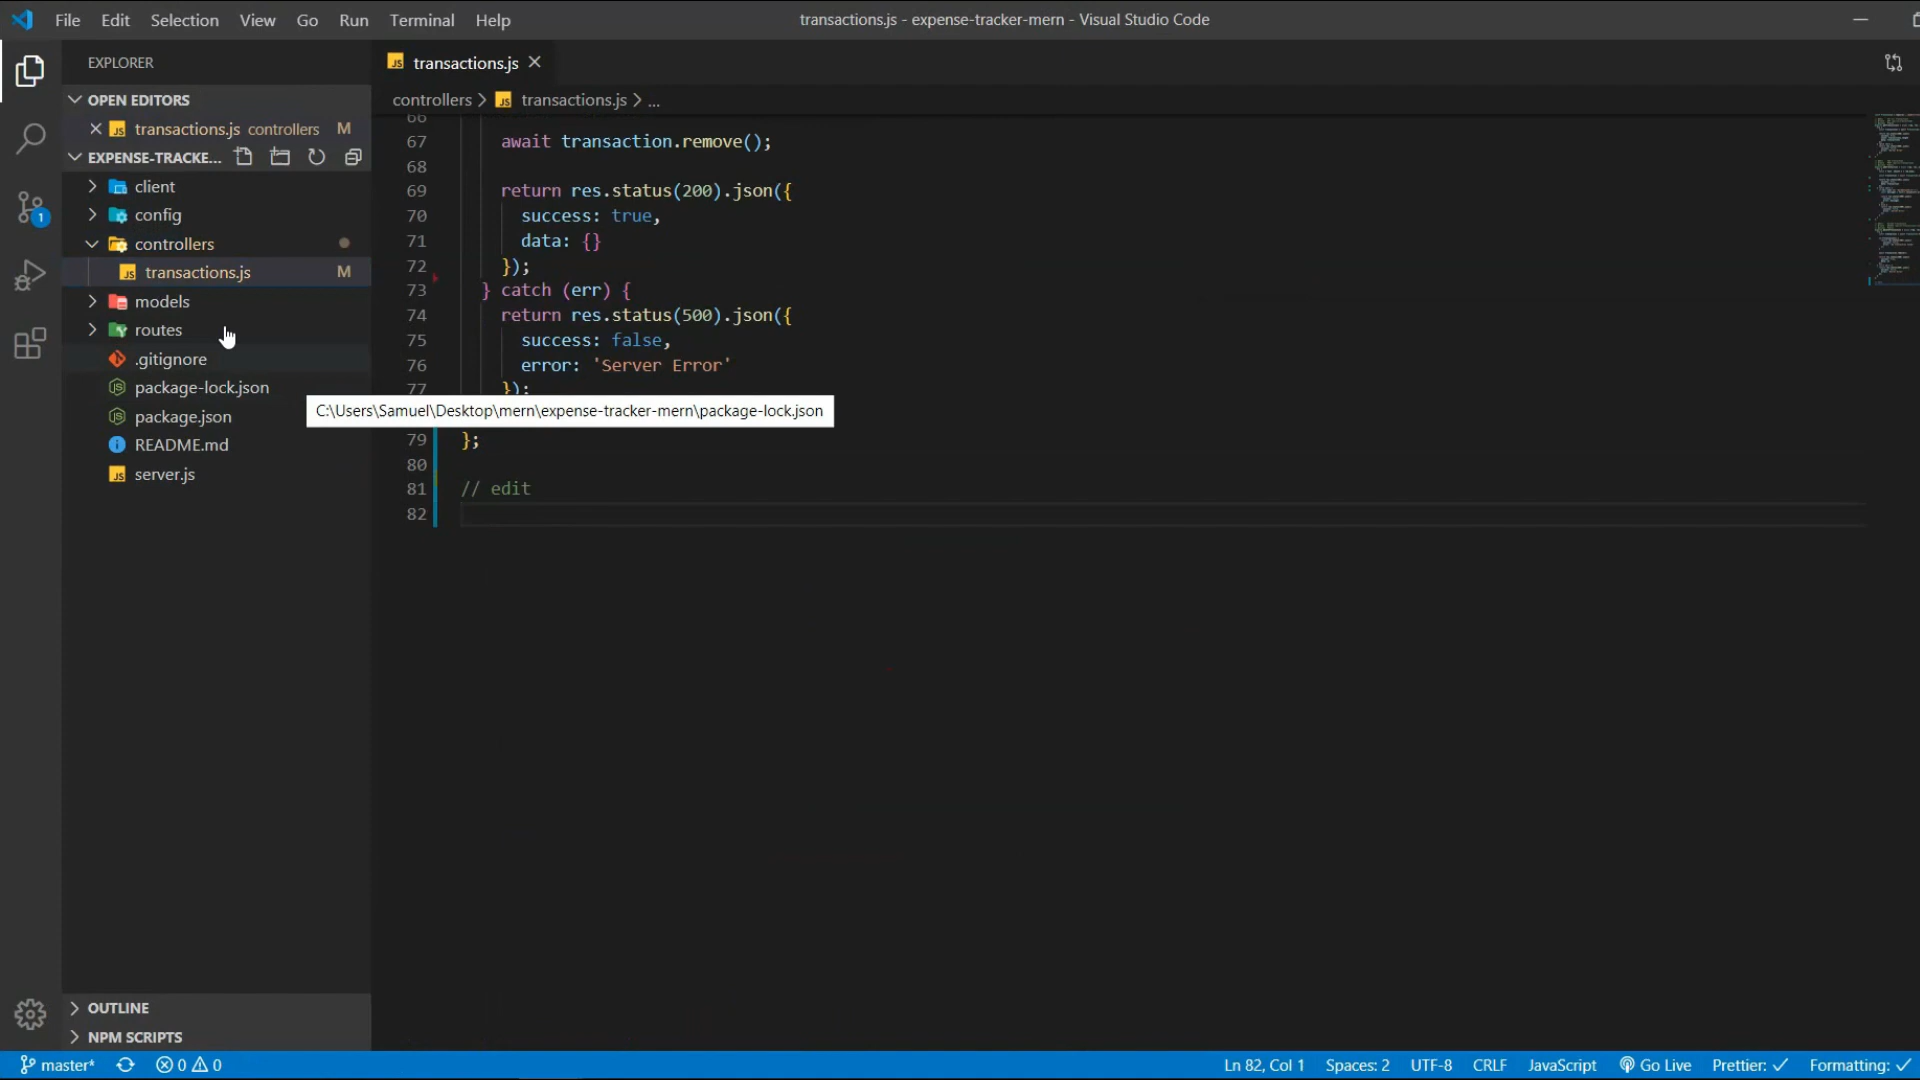 File Edit Selection View Go Run Terminal Help
transactions.js - expense-tracker-mern - Visual Studio Code
EXPLORER
OPEN EDITORS
transactions.js controllers M
EXPENSE-TRACKE...
client
config
controllers
transactions.js M
models
routes
.gitignore
package-lock.json
package.json
README.md
server.js
OUTLINE
NPM SCRIPTS
1
transactions.js
controllers > transactions.js > ...
66
67 await transaction.remove();
68
69 return res.status(200).json({
70 success: true,
71 data: {}
72 });
73 } catch (err) {
74 return res.status(500).json({
75 success: false,
76 error: 'Server Error'
77 });
C:\Users\Samuel\Desktop\mern\expense-tracker-mern\package-lock.json
79 };
80
81 // edit
82
master* 0 0 Ln 82, Col 1 Spaces: 2 UTF-8 CRLF JavaScript Go Live Prettier: ✓ Formatting: ✓